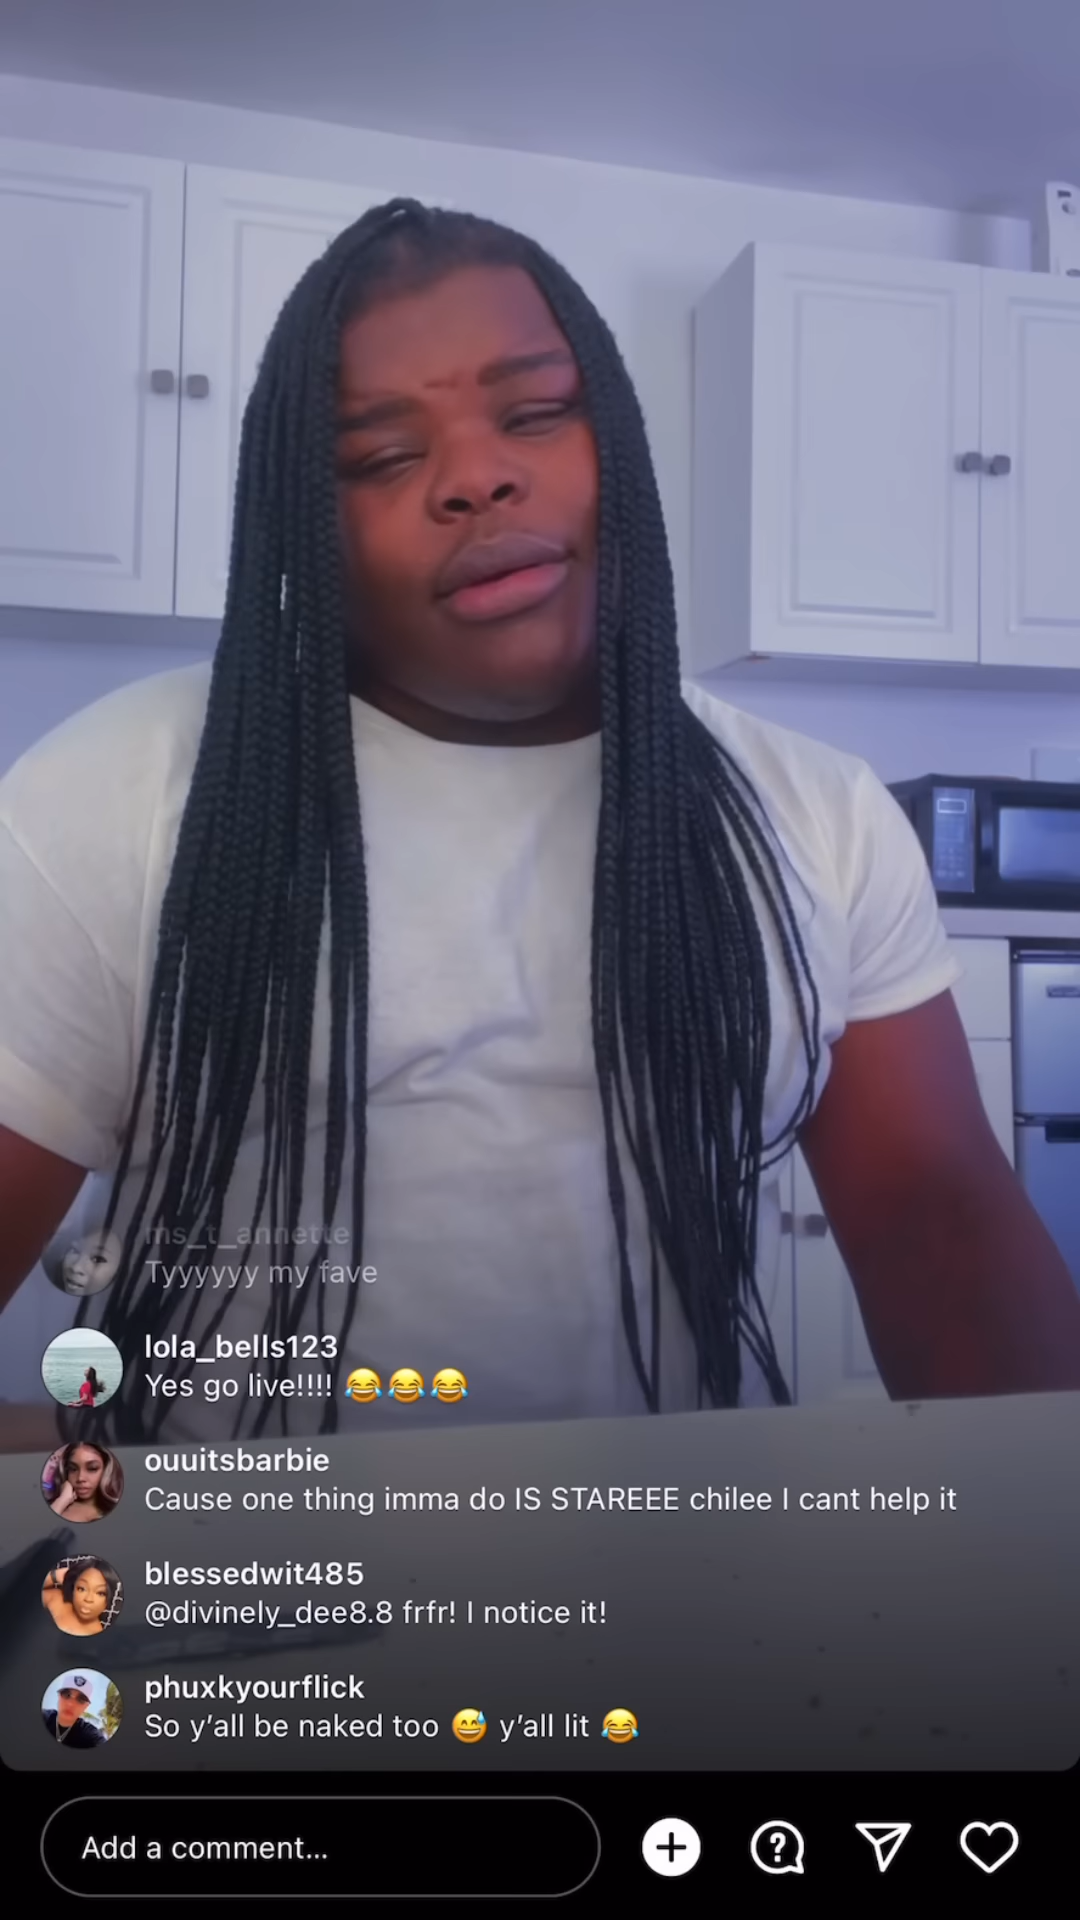 ms_t_annette
Tyyyyyy my fave
lola_bells123
Yes go live!!!! 😂😂😂
ouuitsbarbie
Cause one thing imma do IS STAREEE chilee I cant help it
blessedwit485
@divinely_dee8.8 frfr! I notice it!
phuxkyourflick
So y’all be naked too 😅 y’all lit 😂
Add a comment...